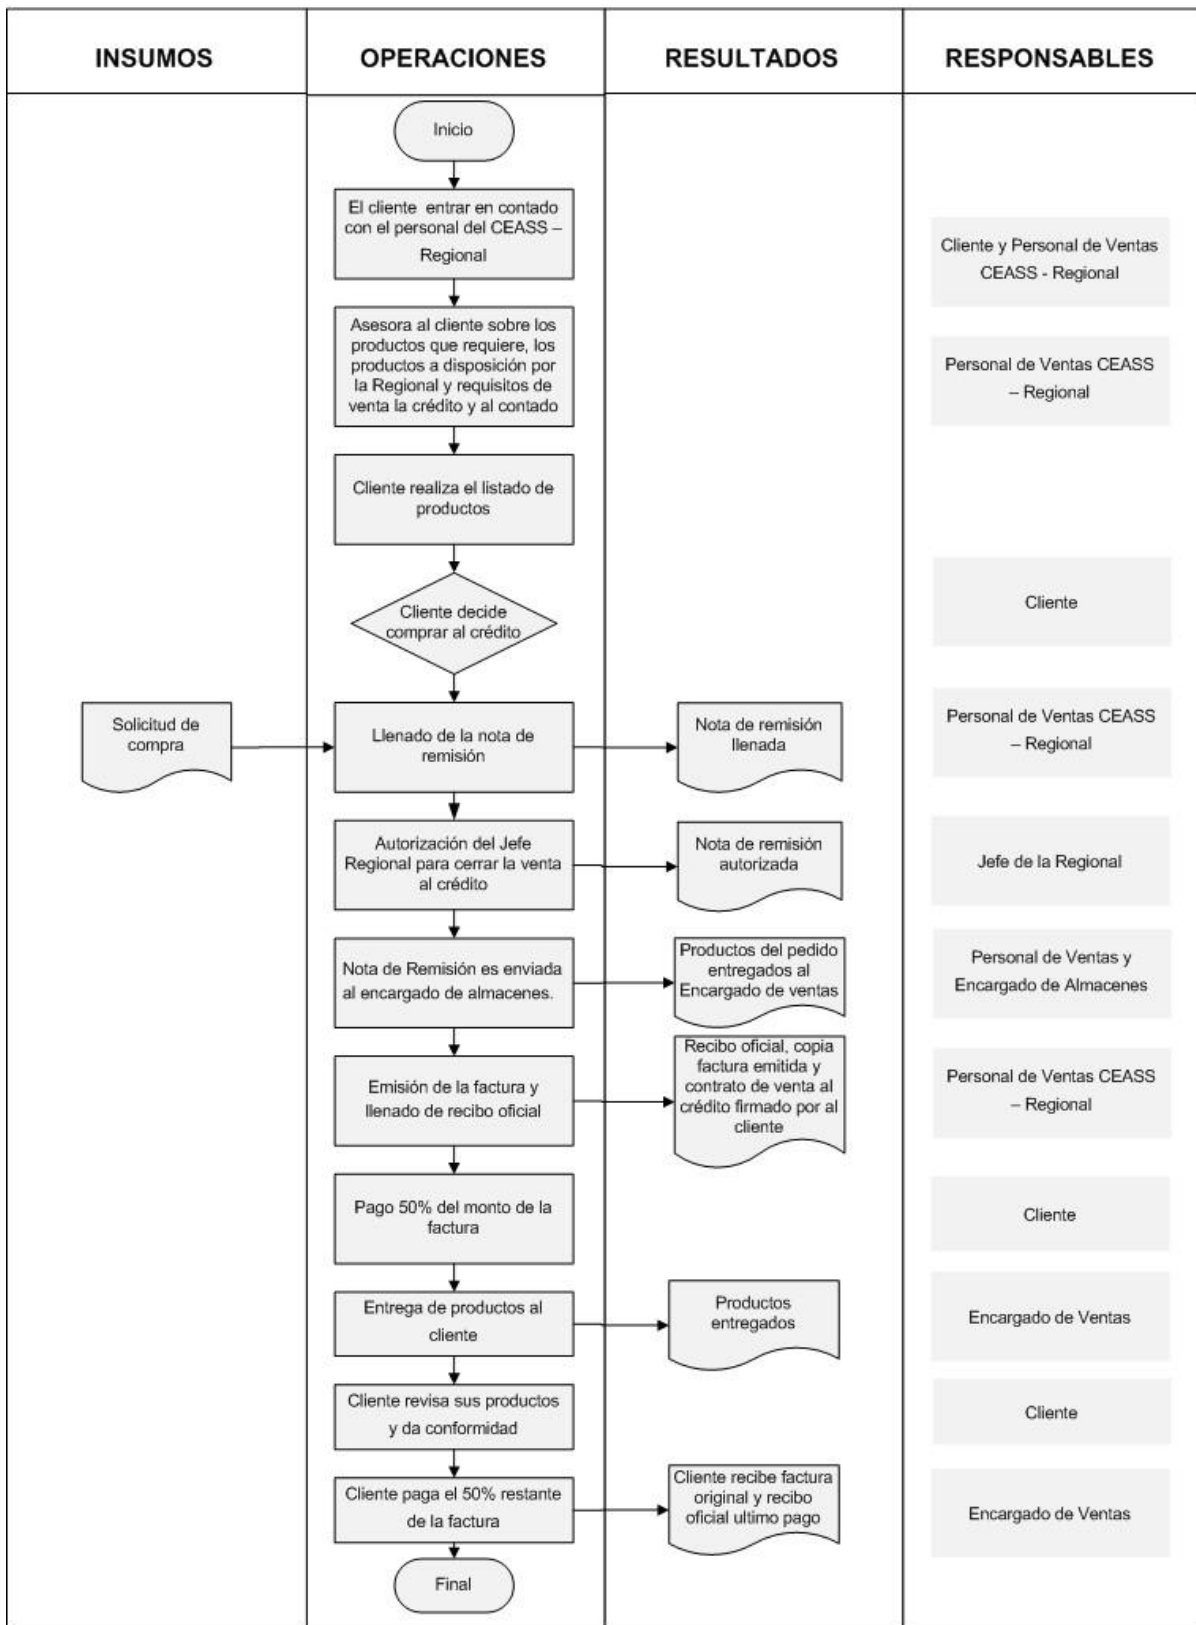 INSUMOS
OPERACIONES
RESULTADOS
RESPONSABLES
Inicio
El cliente entrar en contado
con el personal del CEASS –
Regional
Cliente y Personal de Ventas
CEASS - Regional
Asesora al cliente sobre los
productos que requiere, los
productos a disposición por
la Regional y requisitos de
venta la crédito y al contado
Personal de Ventas CEASS
– Regional
Cliente realiza el listado de
productos
Cliente decide
comprar al crédito
Cliente
Solicitud de
compra
Llenado de la nota de
remisión
Nota de remisión
llenada
Personal de Ventas CEASS
– Regional
Autorización del Jefe
Regional para cerrar la venta
al crédito
Nota de remisión
autorizada
Jefe de la Regional
Nota de Remisión es enviada
al encargado de almacenes.
Productos del pedido
entregados al
Encargado de ventas
Personal de Ventas y
Encargado de Almacenes
Emisión de la factura y
llenado de recibo oficial
Recibo oficial, copia
factura emitida y
contrato de venta al
crédito firmado por al
cliente
Personal de Ventas CEASS
– Regional
Pago 50% del monto de la
factura
Cliente
Entrega de productos al
cliente
Productos
entregados
Encargado de Ventas
Cliente revisa sus productos
y da conformidad
Cliente
Cliente paga el 50% restante
de la factura
Cliente recibe factura
original y recibo
oficial ultimo pago
Encargado de Ventas
Final